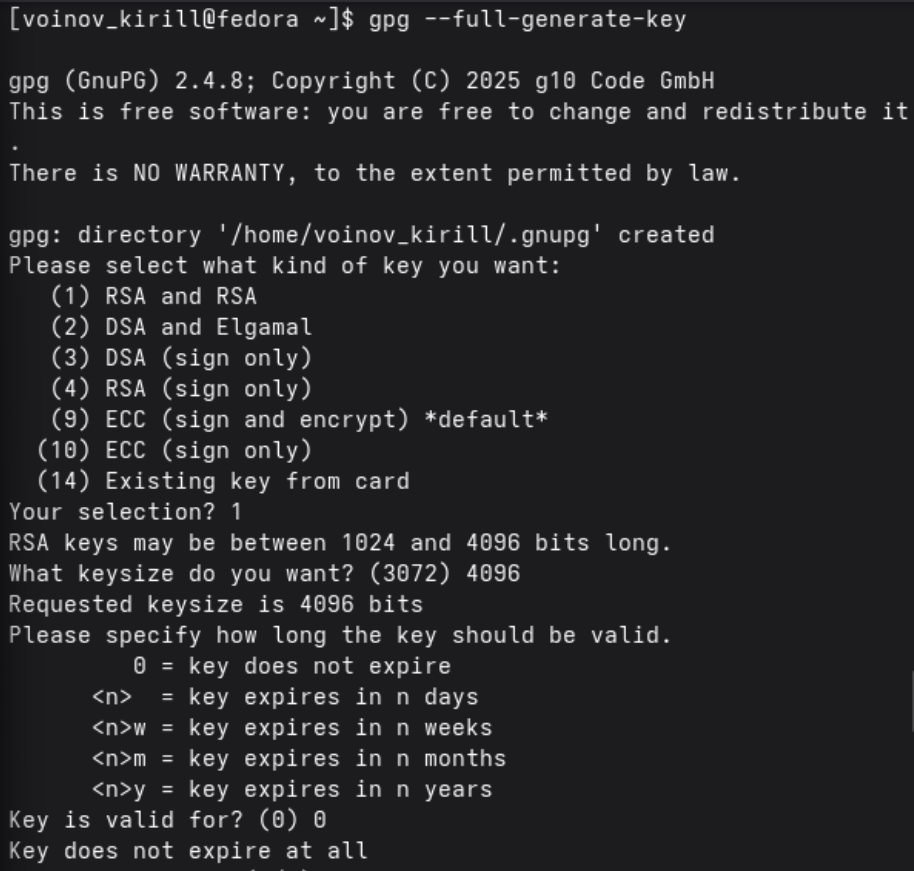 [voinov_kirill@fedora ~]$ gpg --full-generate-key
gpg (GnuPG) 2.4.8; Copyright (C) 2025 g10 Code GmbH
This is free software: you are free to change and redistribute it
.
There is NO WARRANTY, to the extent permitted by law.
gpg: directory '/home/voinov_kirill/.gnupg' created
Please select what kind of key you want:
   (1) RSA and RSA
   (2) DSA and Elgamal
   (3) DSA (sign only)
   (4) RSA (sign only)
   (9) ECC (sign and encrypt) *default*
  (10) ECC (sign only)
  (14) Existing key from card
Your selection? 1
RSA keys may be between 1024 and 4096 bits long.
What keysize do you want? (3072) 4096
Requested keysize is 4096 bits
Please specify how long the key should be valid.
         0 = key does not expire
      <n>  = key expires in n days
      <n>w = key expires in n weeks
      <n>m = key expires in n months
      <n>y = key expires in n years
Key is valid for? (0) 0
Key does not expire at all